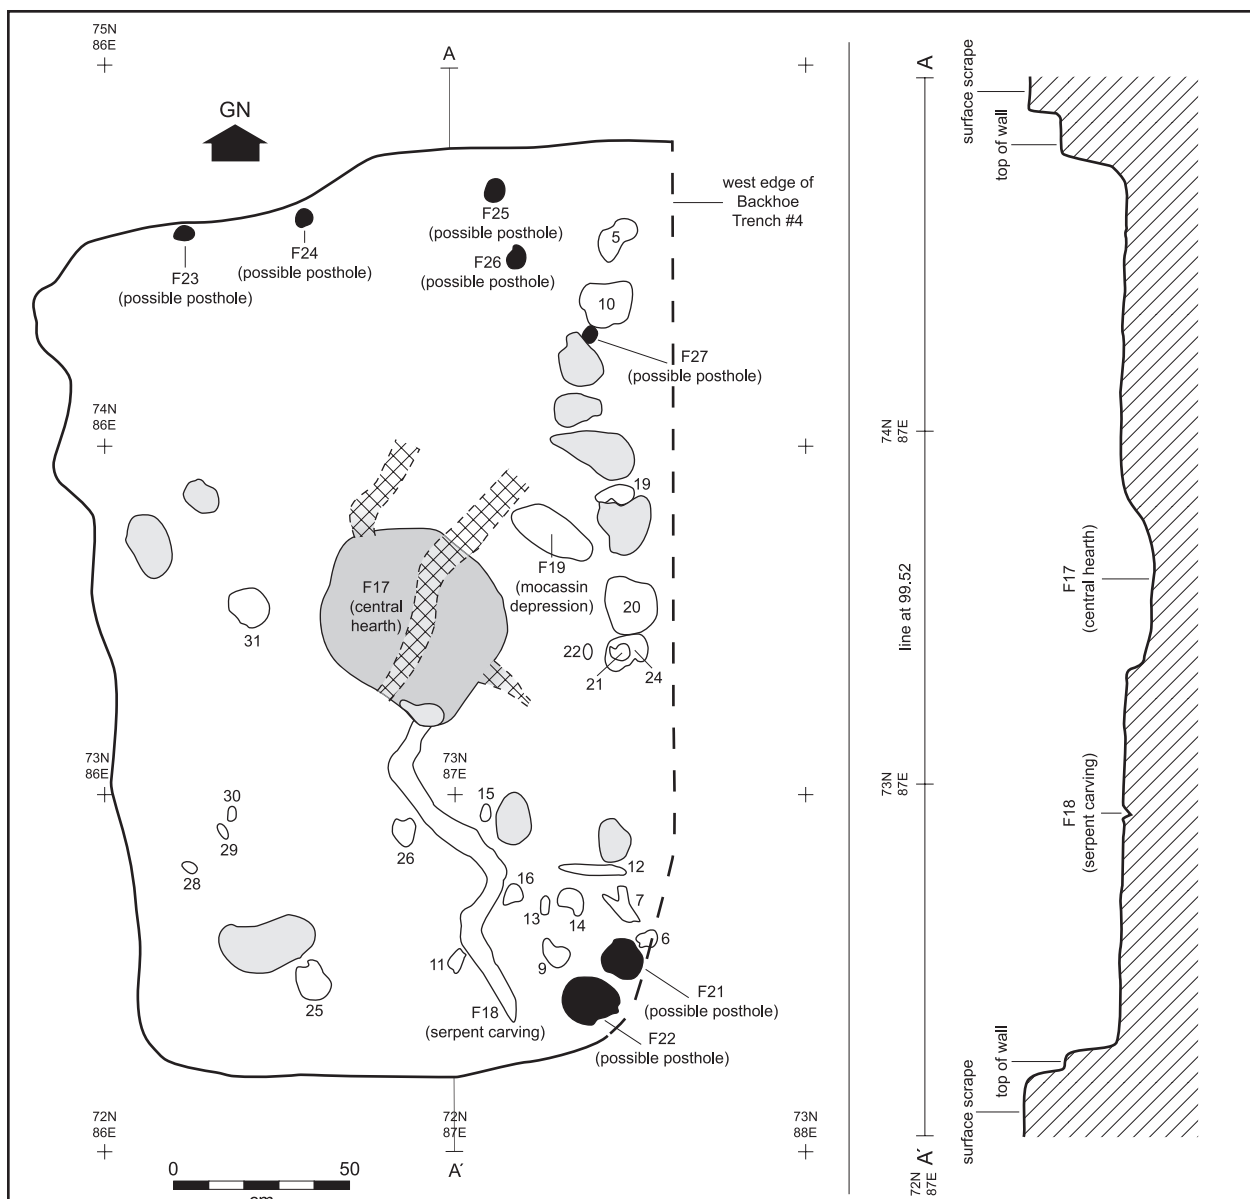 75N
86E
A
GN
west edge of
Backhoe
Trench #4
F25
(possible posthole)
5
F24
(possible posthole)
F26
(possible posthole)
F23
(possible posthole)
10
F27
(possible posthole)
74N
86E
19
F19
(mocassin
depression)
F17
(central
hearth)
20
31
22
21
24
73N
86E
73N
87E
15
30
29
28
26
12
16
13
14
7
6
11
9
F21
(possible posthole)
25
F18
(serpent carving)
F22
(possible posthole)
72N
86E
72N
87E
73N
88E
A´
0
50
cm
A
surface scrape
top of wall
74N
87E
line at 99.52
F17
(central hearth)
73N
87E
F18
(serpent carving)
top of wall
surface scrape
A´
72N
87E